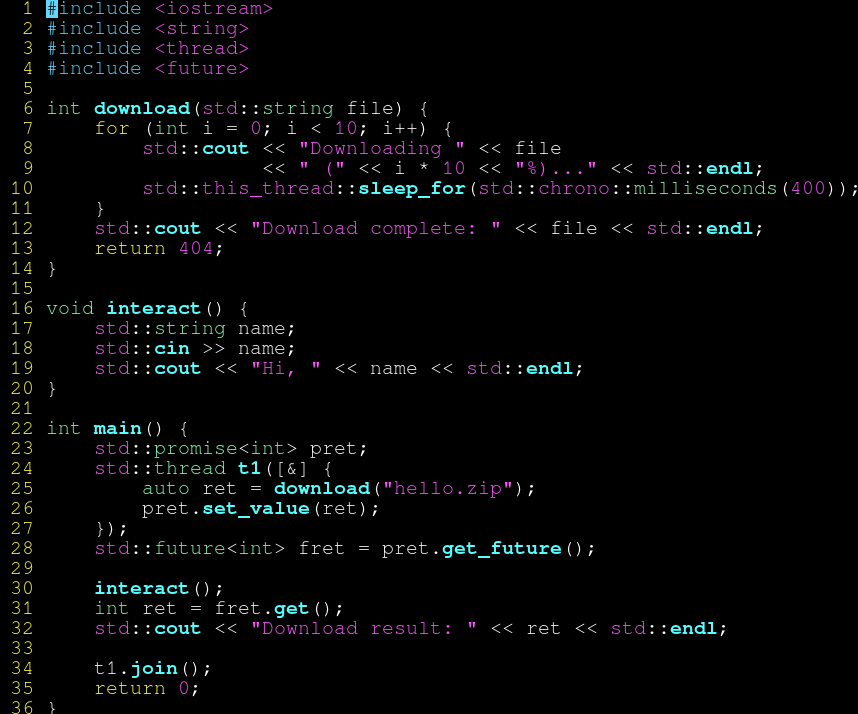 1 #include <iostream>
2 #include <string>
3 #include <thread>
4 #include <future>
5
6 int download(std::string file) {
7     for (int i = 0; i < 10; i++) {
8         std::cout << "Downloading " << file
9                   << " (" << i * 10 << "%)..." << std::endl;
10         std::this_thread::sleep_for(std::chrono::milliseconds(400));
11     }
12     std::cout << "Download complete: " << file << std::endl;
13     return 404;
14 }
15
16 void interact() {
17     std::string name;
18     std::cin >> name;
19     std::cout << "Hi, " << name << std::endl;
20 }
21
22 int main() {
23     std::promise<int> pret;
24     std::thread t1([&] {
25         auto ret = download("hello.zip");
26         pret.set_value(ret);
27     });
28     std::future<int> fret = pret.get_future();
29
30     interact();
31     int ret = fret.get();
32     std::cout << "Download result: " << ret << std::endl;
33
34     t1.join();
35     return 0;
36 }